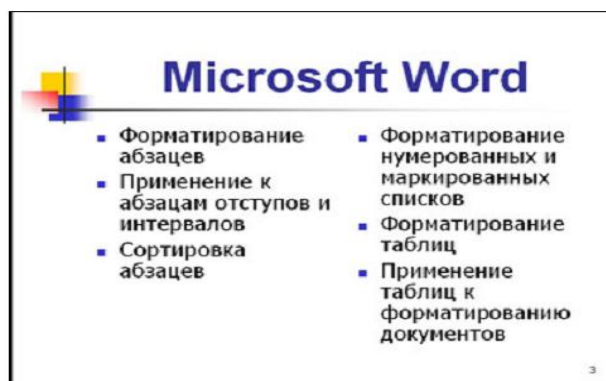 Microsoft Word
Форматирование
абзацев
Применение к
абзацам отступов и
интервалов
Сортировка
абзацев
Форматирование
нумерованных и
маркированных
списков
Форматирование
таблиц
Применение
таблиц к
форматированию
документов
3